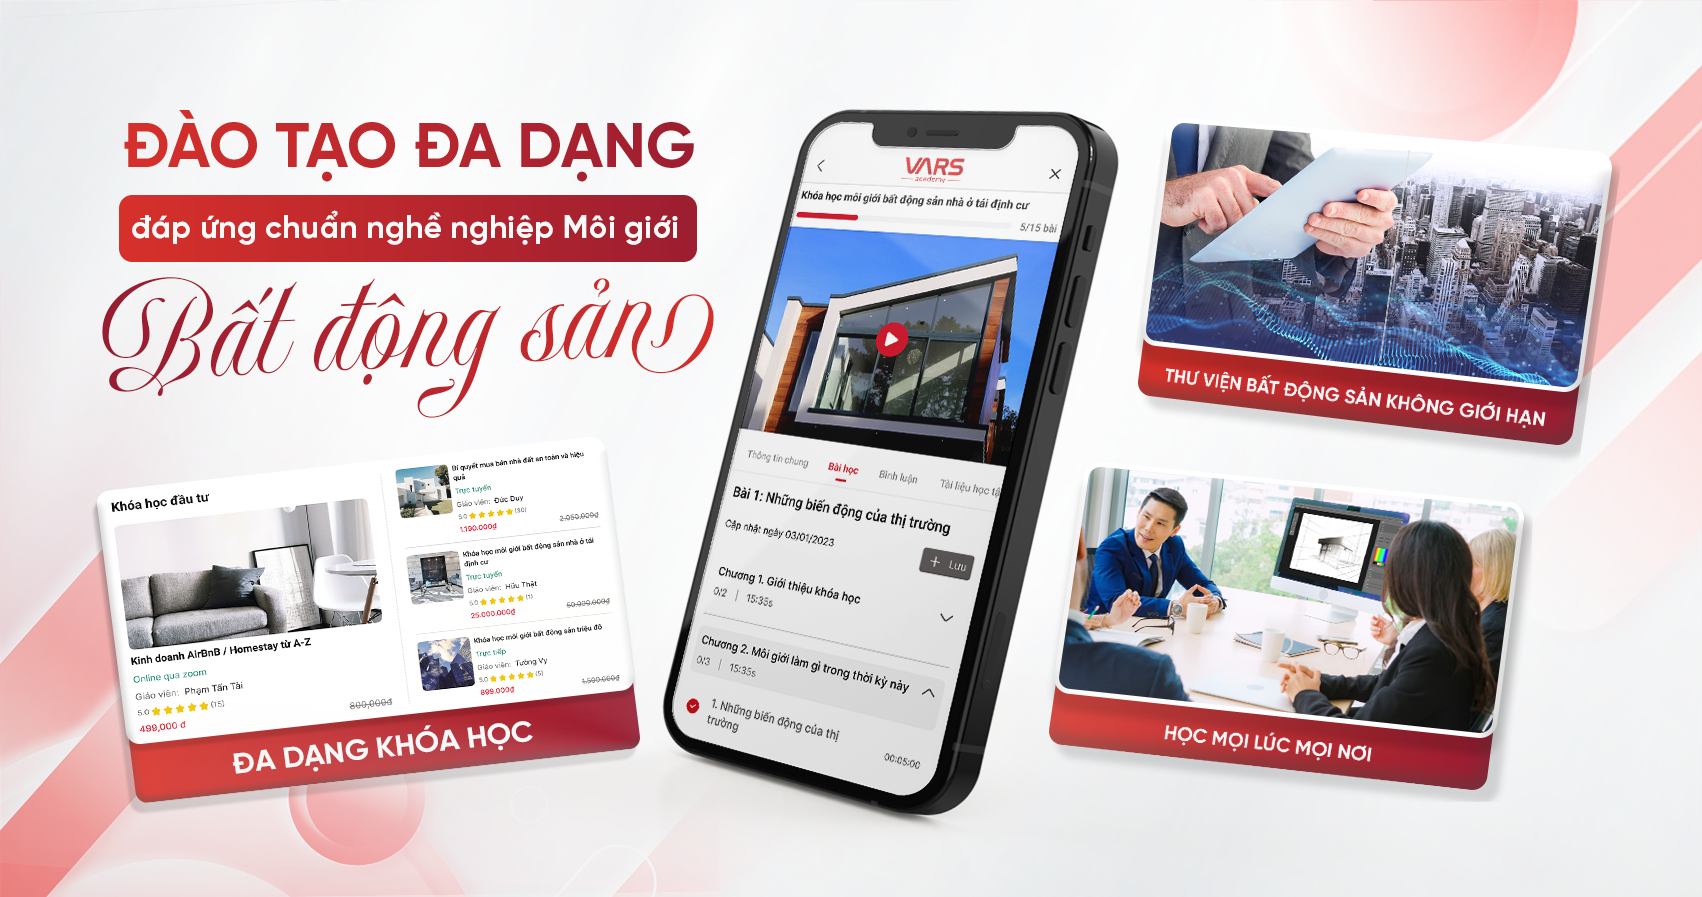 ĐÀO TẠO ĐA DẠNG
đáp ứng chuẩn nghề nghiệp Môi giới
Bất động sản
Khóa học đầu tư
Kinh doanh AirBnB / Homestay từ A-Z
Online qua zoom
Giáo viên: Phạm Tấn Tài
5.0 (15)
800,000đ
499,000 đ
Bí quyết mua bán nhà đất an toàn và hiệu
quả
Trực tuyến
Giáo viên: Đức Duy
5.0 (30)
2.050.000₫
1.190.000₫
Khóa học môi giới bất động sản nhà ở tái
định cư
Trực tuyến
Giáo viên: Hữu Thật
5.0 (1)
50.000.000₫
25.000.000₫
Khóa học môi giới bất động sản triệu đô
Trực tiếp
Giáo viên: Tường Vy
5.0 (5)
1,500.000₫
899.000₫
ĐA DẠNG KHÓA HỌC
VARS
academy
Khóa học môi giới bất động sản nhà ở tái định cư
5/15 bài
Thông tin chung Bài học Bình luận Tài liệu học tậ
Bài 1: Những biến động của thị trường
Cập nhật ngày 03/01/2023
+ Lưu
Chương 1. Giới thiệu khóa học
0/2 | 15:35s
Chương 2. Môi giới làm gì trong thời kỳ này
0/3 | 15:35s
1. Những biến động của thị
trường
00:05:00
THƯ VIỆN BẤT ĐỘNG SẢN KHÔNG GIỚI HẠN
HỌC MỌI LÚC MỌI NƠI